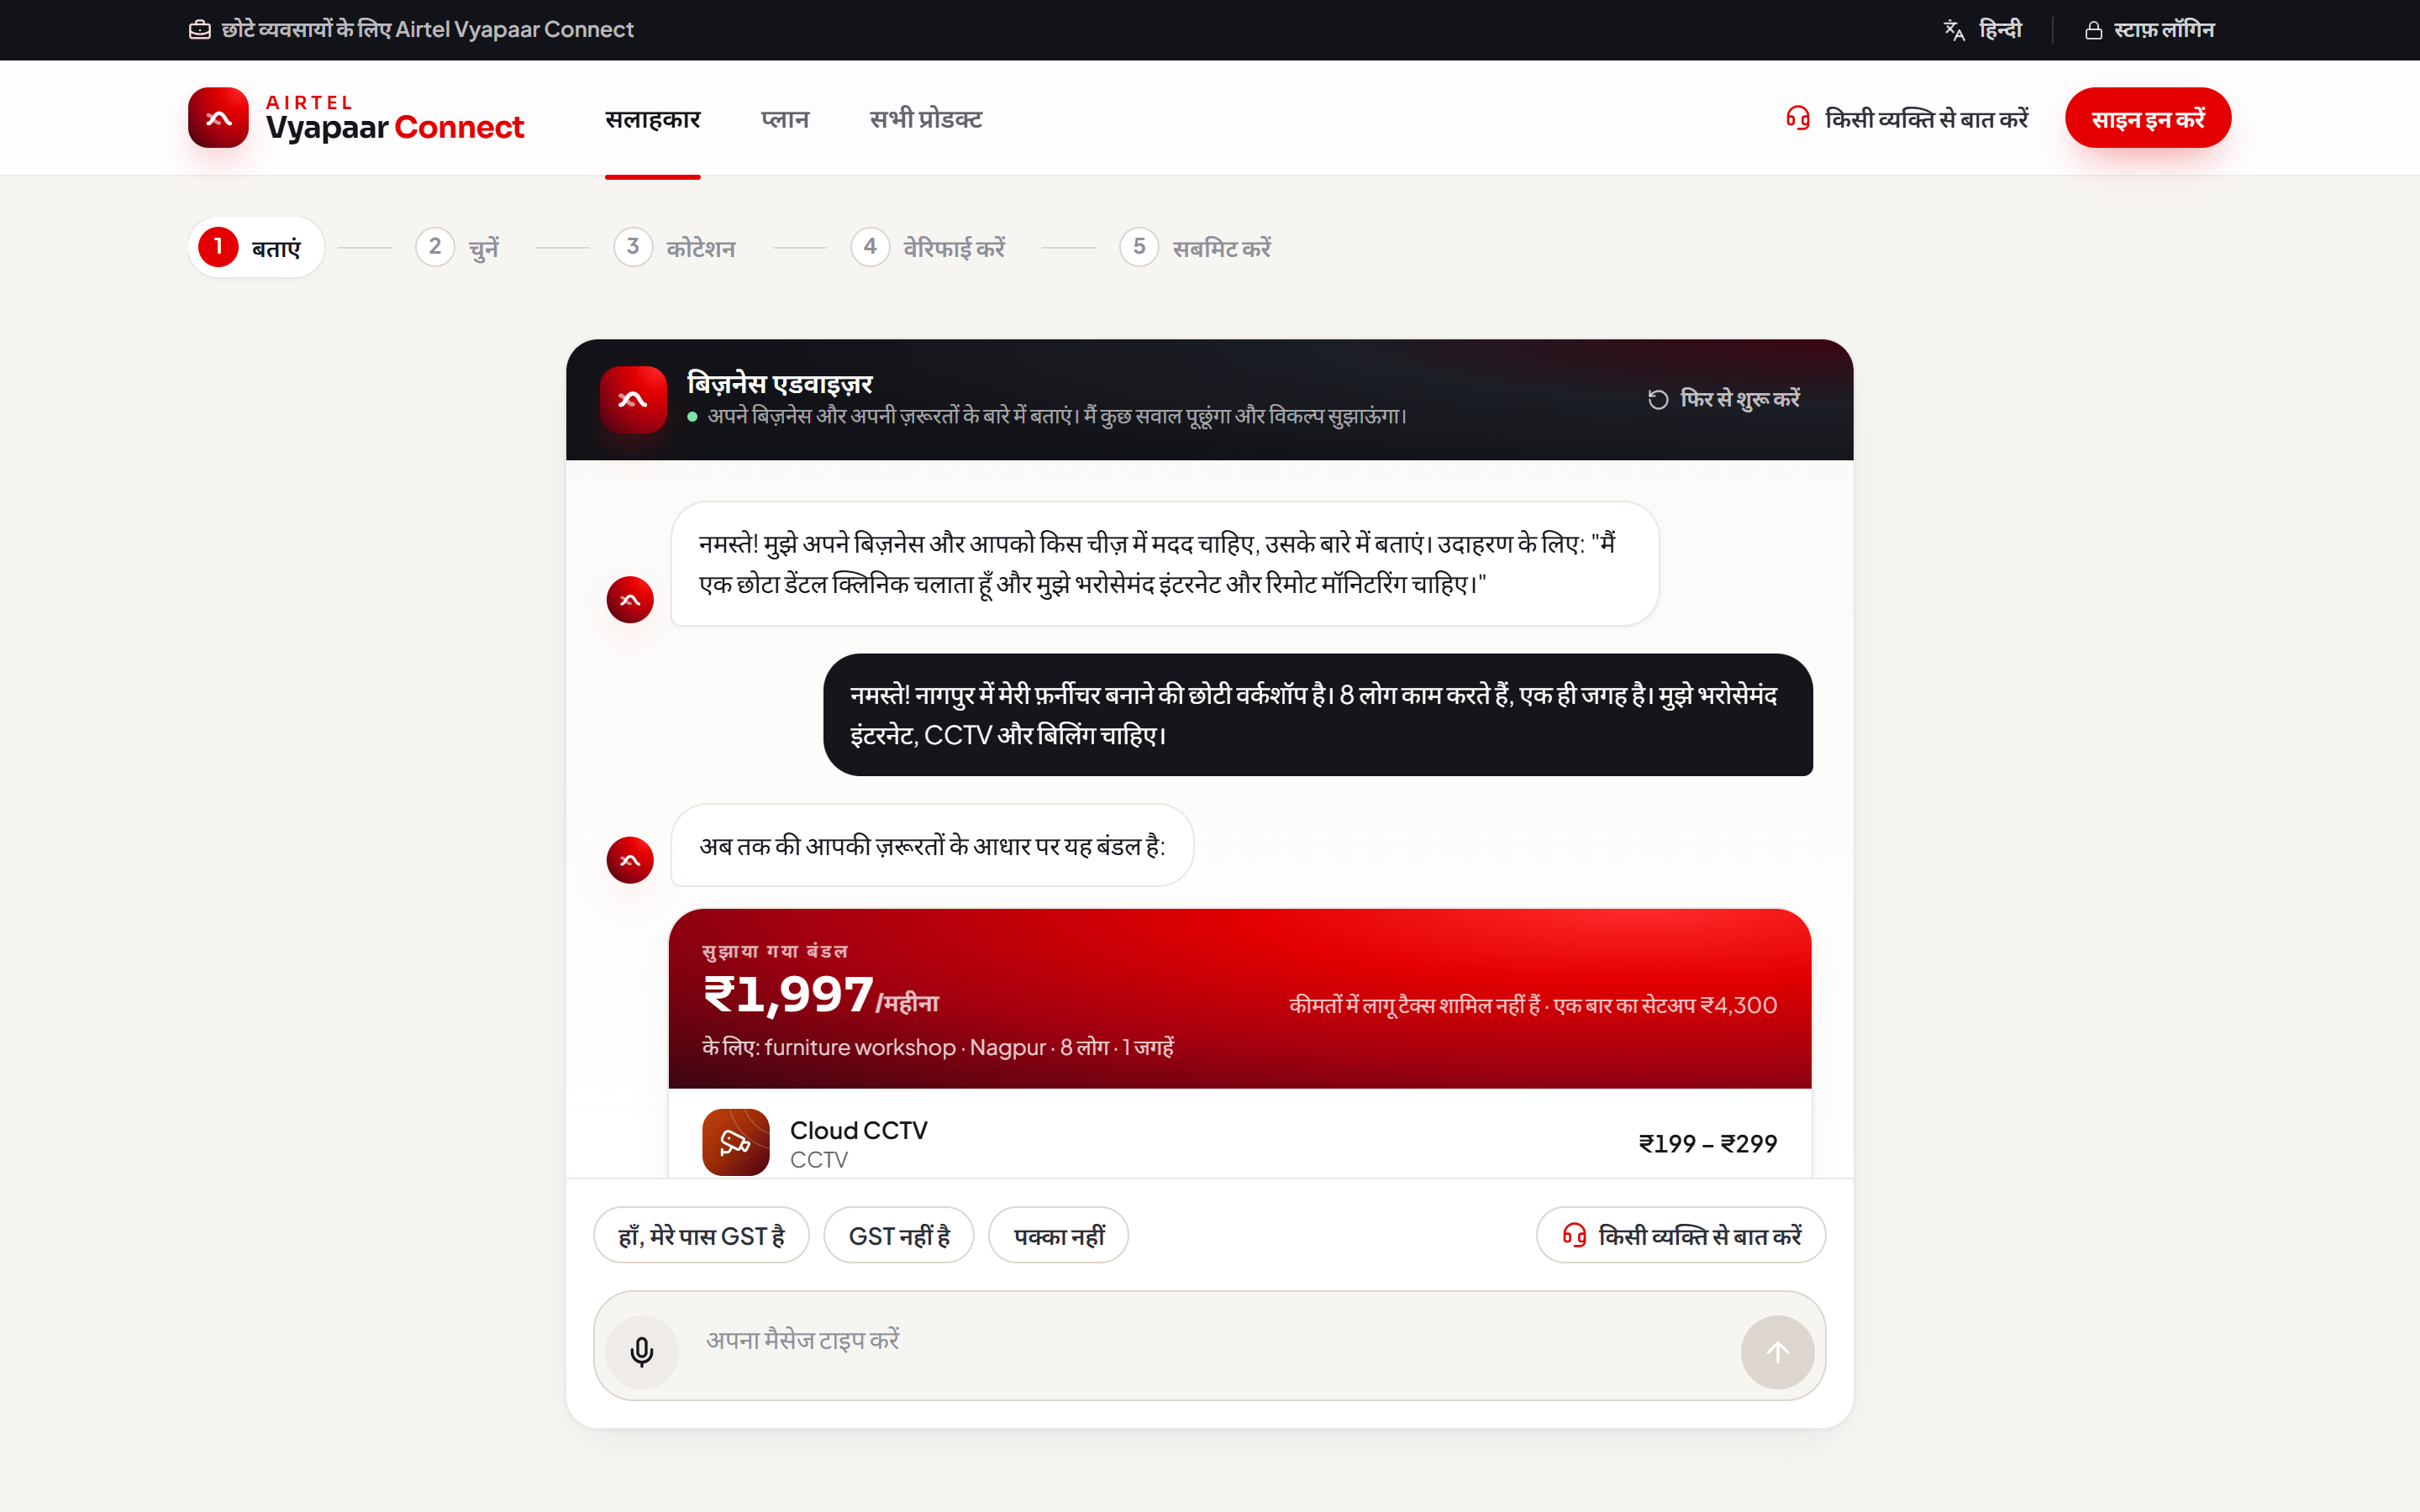 छोटे व्यवसायों के लिए Airtel Vyapaar Connect
हिन्दी
स्टाफ़ लॉगिन
AIRTEL
Vyapaar Connect
सलाहकार
प्लान
सभी प्रोडक्ट
किसी व्यक्ति से बात करें
साइन इन करें
1 बताएं
2 चुनें
3 कोटेशन
4 वेरिफाई करें
5 सबमिट करें
बिज़नेस एडवाइज़र
अपने बिज़नेस और अपनी ज़रूरतों के बारे में बताएं। मैं कुछ सवाल पूछूंगा और विकल्प सुझाऊंगा।
फिर से शुरू करें
नमस्ते! मुझे अपने बिज़नेस और आपको किस चीज़ में मदद चाहिए, उसके बारे में बताएं। उदाहरण के लिए: "मैं
एक छोटा डेंटल क्लिनिक चलाता हूँ और मुझे भरोसेमंद इंटरनेट और रिमोट मॉनिटरिंग चाहिए।"
नमस्ते! नागपुर में मेरी फ़र्नीचर बनाने की छोटी वर्कशॉप है। 8 लोग काम करते हैं, एक ही जगह है। मुझे भरोसेमंद
इंटरनेट, CCTV और बिलिंग चाहिए।
अब तक की आपकी ज़रूरतों के आधार पर यह बंडल है:
सुझाया गया बंडल
₹1,997/महीना
कीमतों में लागू टैक्स शामिल नहीं हैं · एक बार का सेटअप ₹4,300
के लिए: furniture workshop · Nagpur · 8 लोग · 1 जगहें
Cloud CCTV
CCTV
₹199 – ₹299
हाँ, मेरे पास GST है
GST नहीं है
पक्का नहीं
किसी व्यक्ति से बात करें
अपना मैसेज टाइप करें